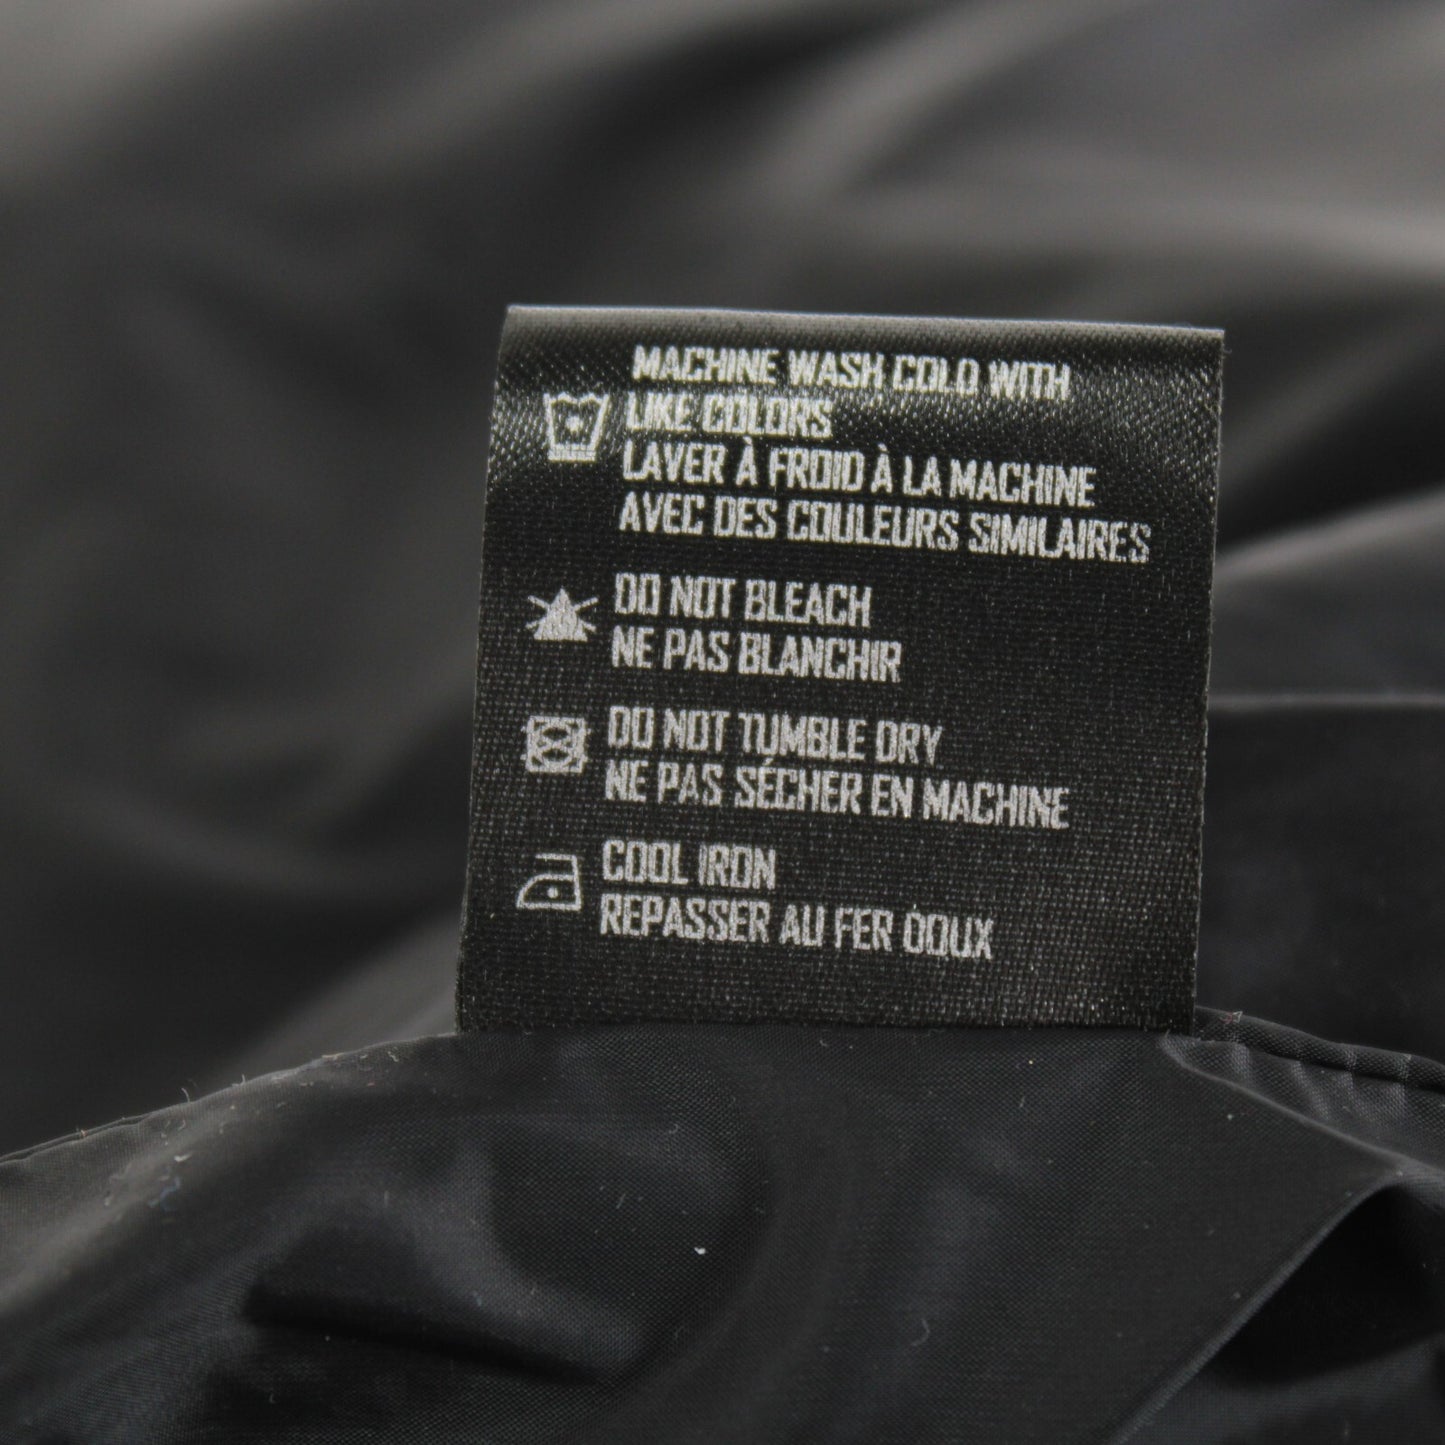 MACHINE WASH COLD WITH
LIKE COLORS
LAVER À FROID À LA MACHINE
AVEC DES COULEURS SIMILAIRES
DO NOT BLEACH
NE PAS BLANCHIR
DO NOT TUMBLE DRY
NE PAS SÉCHER EN MACHINE
COOL IRON
REPASSER AU FER DOUX